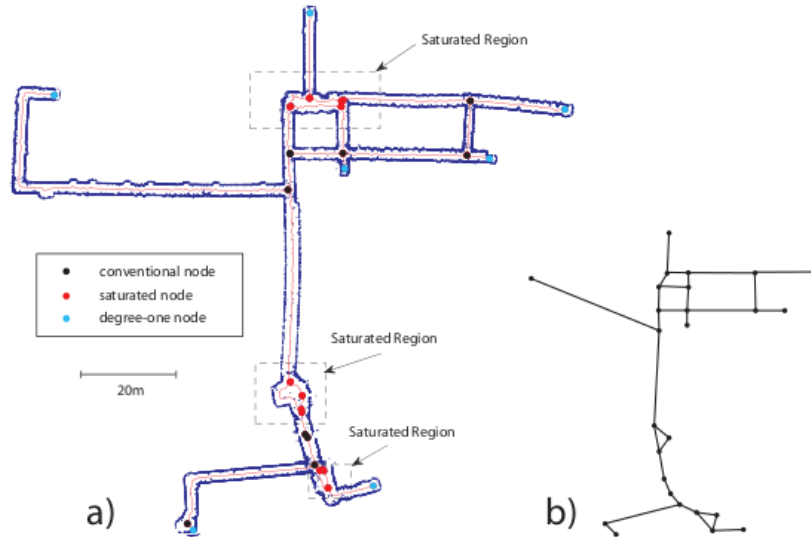 Saturated Region
conventional node
saturated node
degree-one node
20m
Saturated Region
Saturated Region
a)
b)